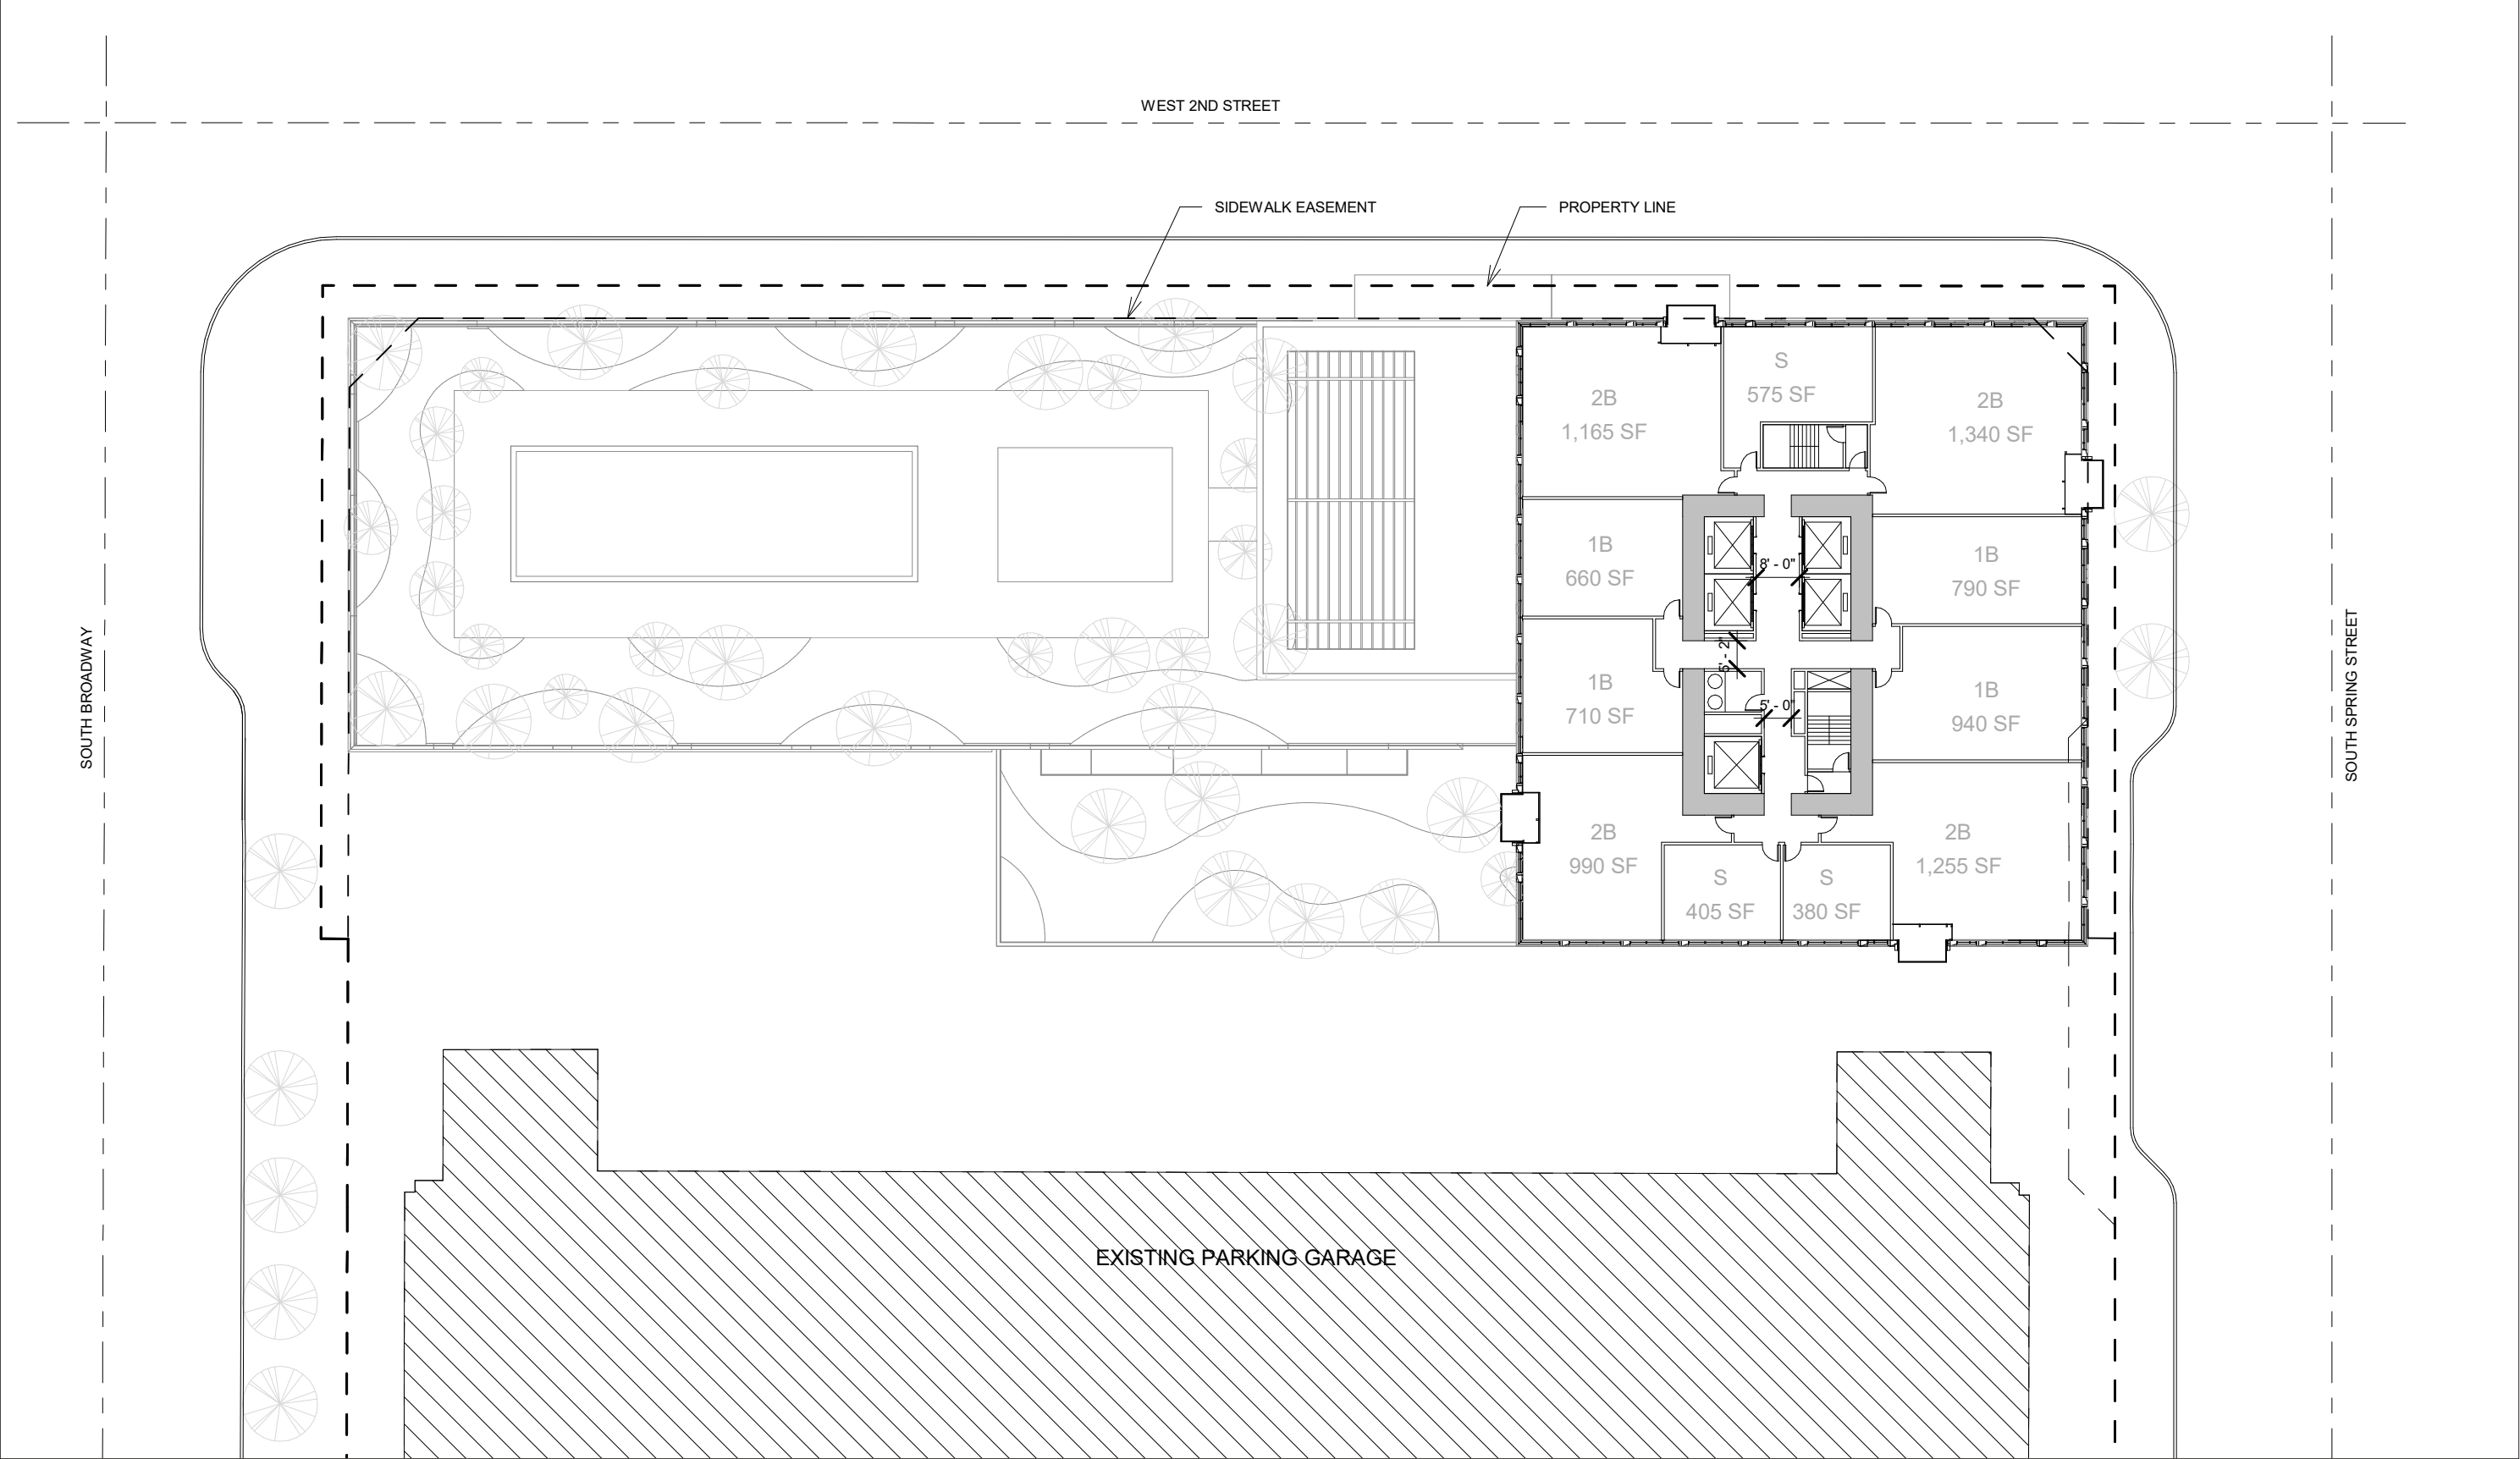 WEST 2ND STREET
SIDEWALK EASEMENT
PROPERTY LINE
SOUTH BROADWAY
SOUTH SPRING STREET
2B
1,165 SF
S
575 SF
2B
1,340 SF
1B
660 SF
8' - 0"
1B
790 SF
5' - 2"
1B
710 SF
5' - 0"
1B
940 SF
2B
990 SF
S
405 SF
S
380 SF
2B
1,255 SF
EXISTING PARKING GARAGE